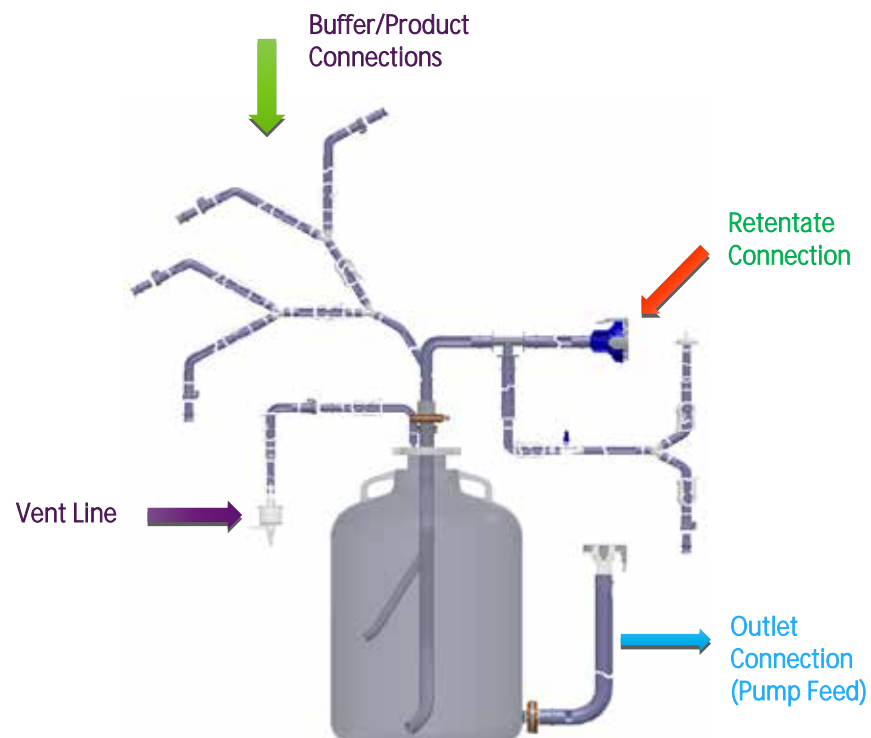 Buffer/Product
Connections
Retentate
Connection
Vent Line
Outlet
Connection
(Pump Feed)